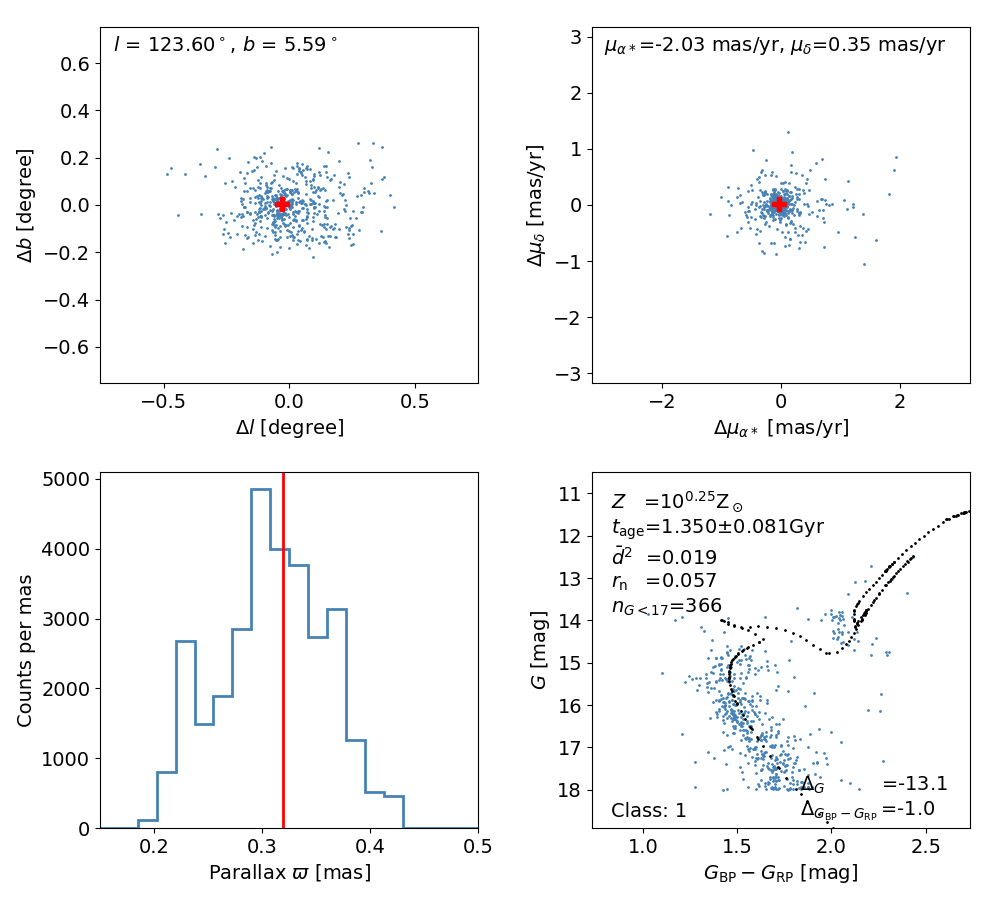 l = 123.60°, b = 5.59°
0.6
0.4
0.2
0.0
−0.2
−0.4
−0.6
Δb [degree]
−0.5
0.0
0.5
Δl [degree]
μα*=-2.03 mas/yr, μδ=0.35 mas/yr
3
2
1
0
−1
−2
−3
Δμδ [mas/yr]
−2
0
2
Δμα* [mas/yr]
5000
4000
3000
2000
1000
0
Counts per mas
0.2
0.3
0.4
0.5
Parallax ϖ [mas]
Z =10^0.25Z⊙
t_age=1.350±0.081Gyr
d̄² =0.019
r_n =0.057
n_G<17=366
11
12
13
14
15
16
17
18
G [mag]
Δ_G =-13.1
Class: 1
Δ_G_BP−G_RP =-1.0
1.0
1.5
2.0
2.5
G_BP − G_RP [mag]